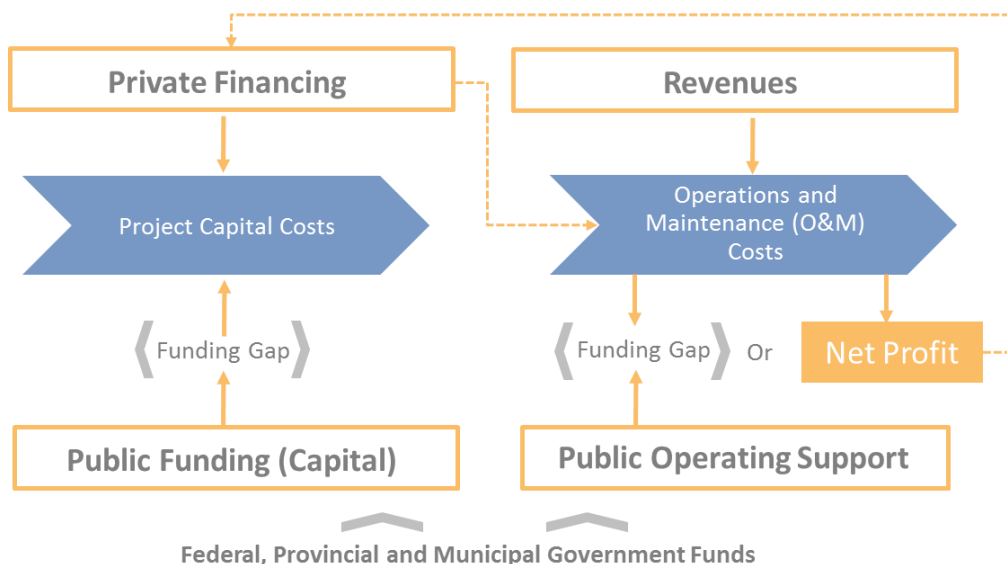 Private Financing
Revenues
Project Capital Costs
Operations and
Maintenance (O&M)
Costs
Funding Gap
Funding Gap
Or
Net Profit
Public Funding (Capital)
Public Operating Support
Federal, Provincial and Municipal Government Funds